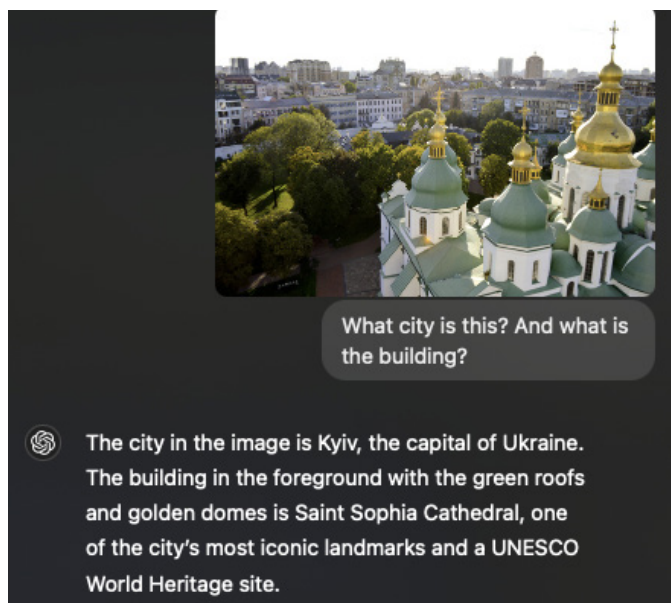 What city is this? And what is
the building?
The city in the image is Kyiv, the capital of Ukraine.
The building in the foreground with the green roofs
and golden domes is Saint Sophia Cathedral, one
of the city's most iconic landmarks and a UNESCO
World Heritage site.